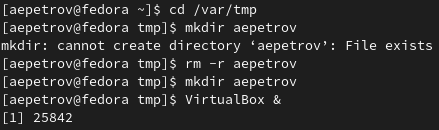 [aepetrov@fedora ~]$ cd /var/tmp
[aepetrov@fedora tmp]$ mkdir aepetrov
mkdir: cannot create directory ‘aepetrov’: File exists
[aepetrov@fedora tmp]$ rm -r aepetrov
[aepetrov@fedora tmp]$ mkdir aepetrov
[aepetrov@fedora tmp]$ VirtualBox &
[1] 25842